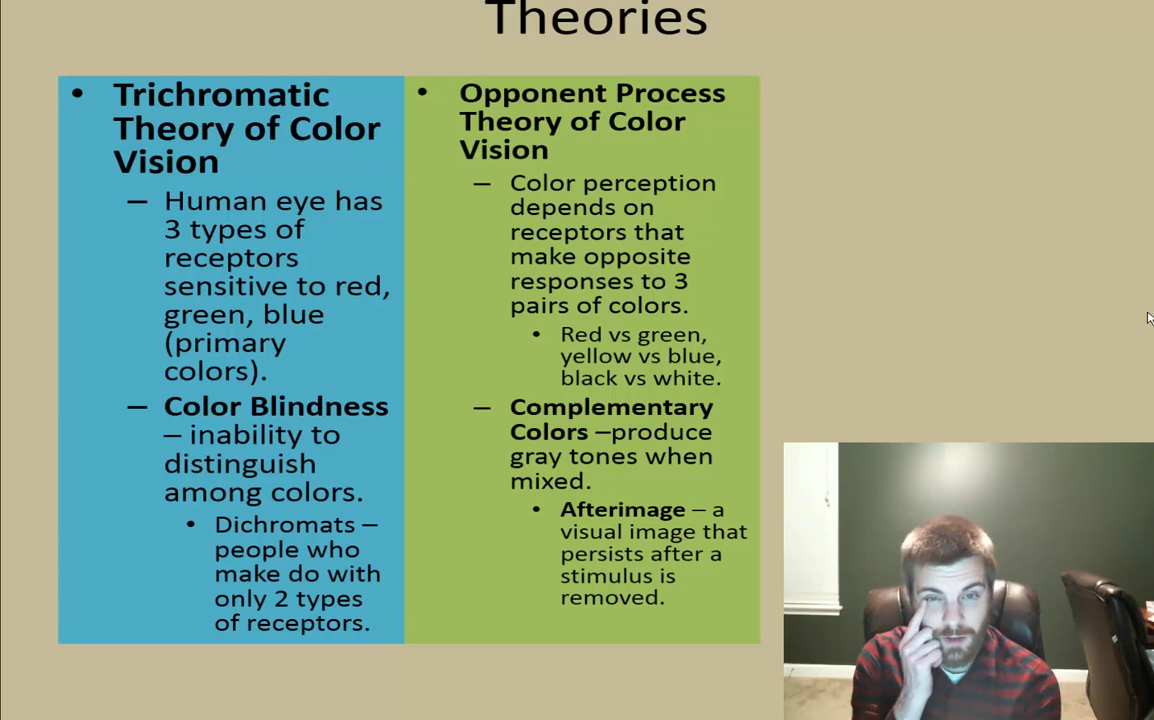 Theories
• Trichromatic
Theory of Color
Vision
– Human eye has
3 types of
receptors
sensitive to red,
green, blue
(primary
colors).
– Color Blindness
– inability to
distinguish
among colors.
• Dichromats –
people who
make do with
only 2 types
of receptors.
• Opponent Process
Theory of Color
Vision
– Color perception
depends on
receptors that
make opposite
responses to 3
pairs of colors.
• Red vs green,
yellow vs blue,
black vs white.
– Complementary
Colors –produce
gray tones when
mixed.
• Afterimage – a
visual image that
persists after a
stimulus is
removed.